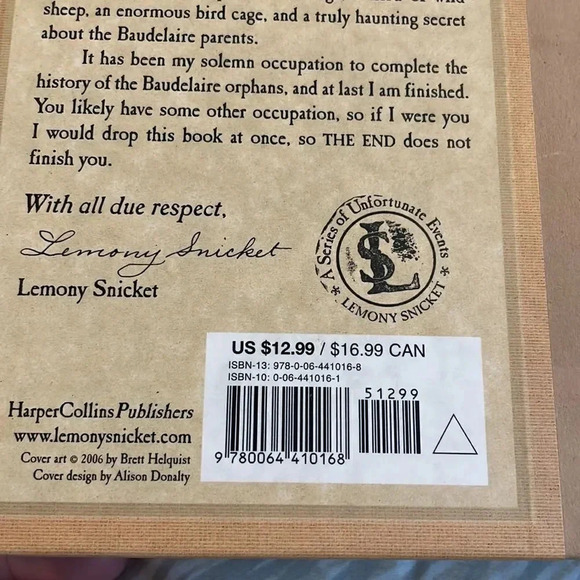 sheep, an enormous bird cage, and a truly haunting secret
about the Baudelaire parents.
It has been my solemn occupation to complete the
history of the Baudelaire orphans, and at last I am finished.
You likely have some other occupation, so if I were you
I would drop this book at once, so THE END does not
finish you.
With all due respect,
Lemony Snicket
Lemony Snicket
* A Series of Unfortunate Events *
LEMONY SNICKET
LS
US $12.99 / $16.99 CAN
ISBN-13: 978-0-06-441016-8
ISBN-10: 0-06-441016-1
51299
9 780064 410168
HarperCollinsPublishers
www.lemonysnicket.com
Cover art © 2006 by Brett Helquist
Cover design by Alison Donalty